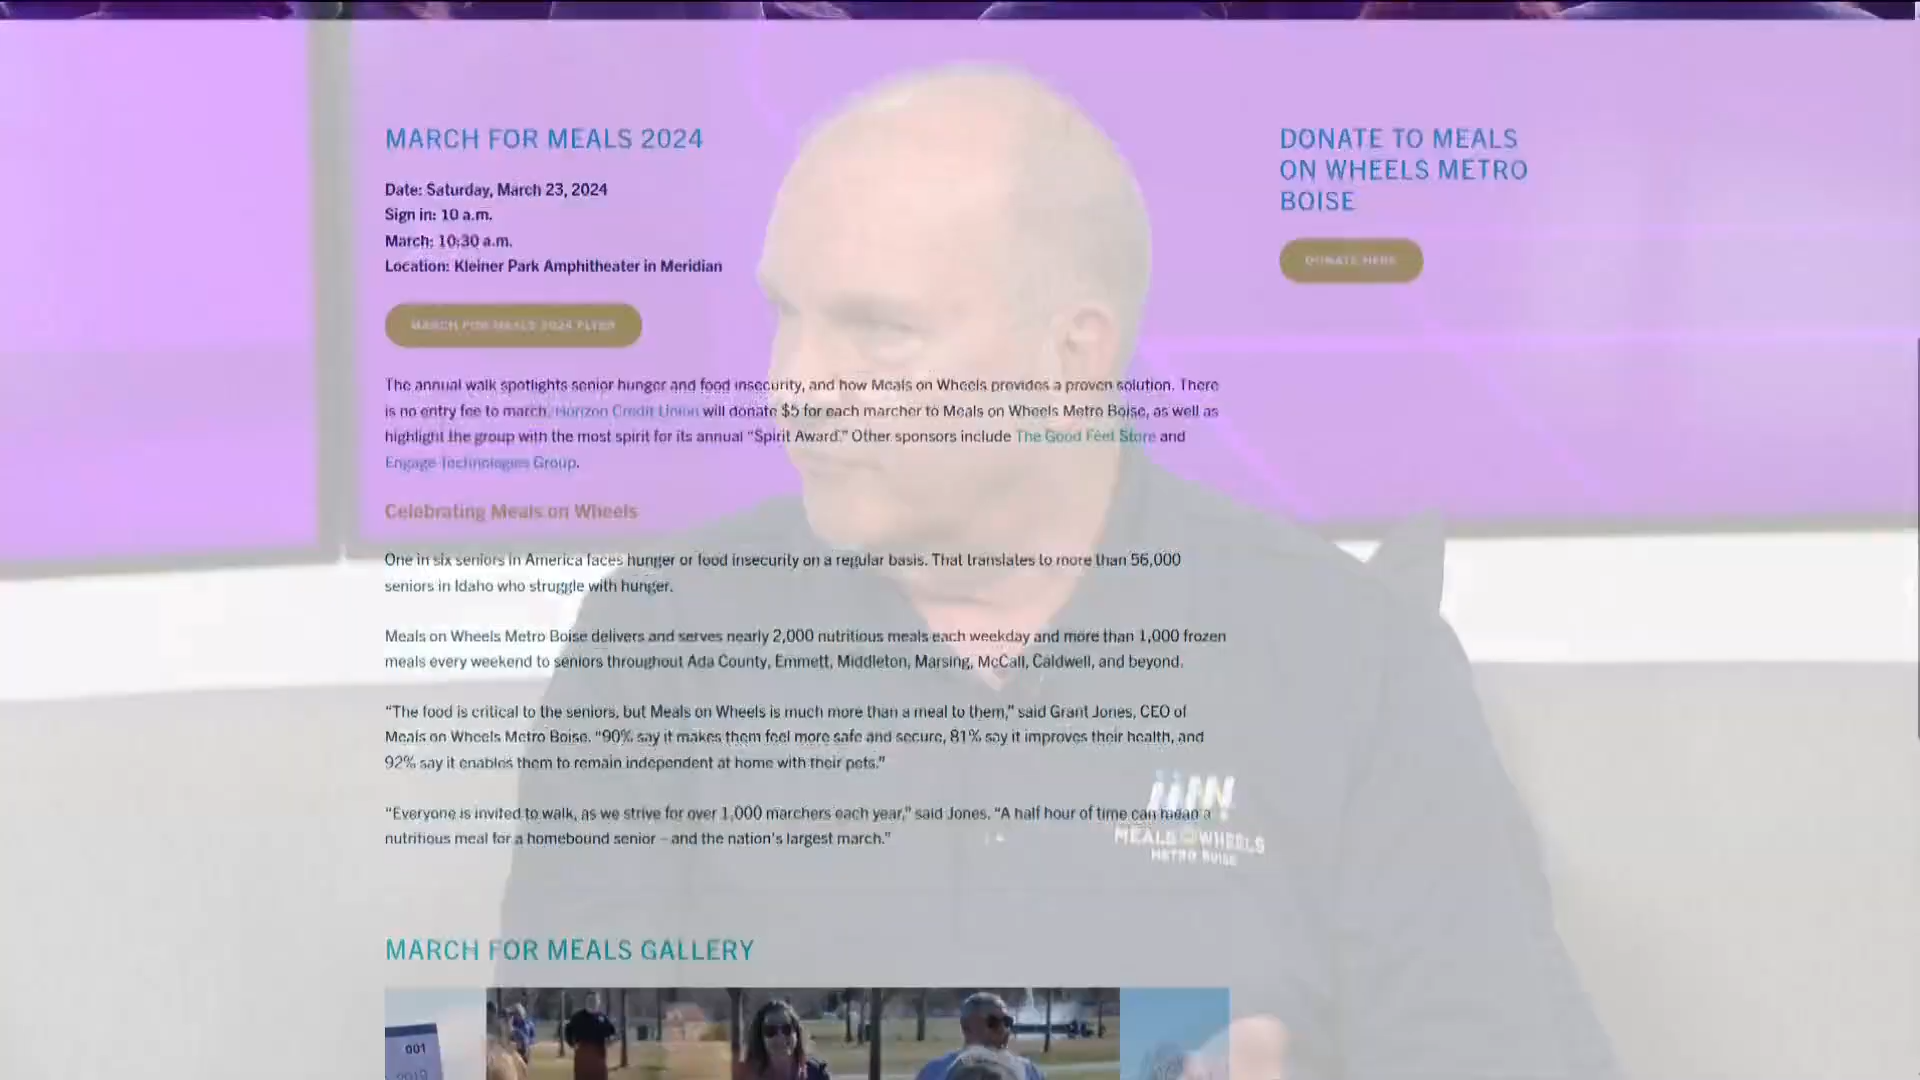 MARCH FOR MEALS 2024
Date: Saturday, March 23, 2024
Sign in: 10 a.m.
March: 10:30 a.m.
Location: Kleiner Park Amphitheater in Meridian
MARCH FOR MEALS 2024 FLYER
The annual walk spotlights senior hunger and food insecurity, and how Meals on Wheels provides a proven solution. There
is no entry fee to march. Horizon Credit Union will donate $5 for each marcher to Meals on Wheels Metro Boise, as well as
highlight the group with the most spirit for its annual “Spirit Award.” Other sponsors include The Good Feet Store and
Engage Technologies Group.
Celebrating Meals on Wheels
One in six seniors in America faces hunger or food insecurity on a regular basis. That translates to more than 56,000
seniors in Idaho who struggle with hunger.
Meals on Wheels Metro Boise delivers and serves nearly 2,000 nutritious meals each weekday and more than 1,000 frozen
meals every weekend to seniors throughout Ada County, Emmett, Middleton, Marsing, McCall, Caldwell, and beyond.
“The food is critical to the seniors, but Meals on Wheels is much more than a meal to them,” said Grant Jones, CEO of
Meals on Wheels Metro Boise. “90% say it makes them feel more safe and secure, 81% say it improves their health, and
92% say it enables them to remain independent at home with their pets.”
“Everyone is invited to walk, as we strive for over 1,000 marchers each year,” said Jones. “A half hour of time can mean a
nutritious meal for a homebound senior – and the nation’s largest march.”
MARCH FOR MEALS GALLERY
001
DONATE TO MEALS
ON WHEELS METRO
BOISE
DONATE HERE
MEALS ON WHEELS
METRO BOISE